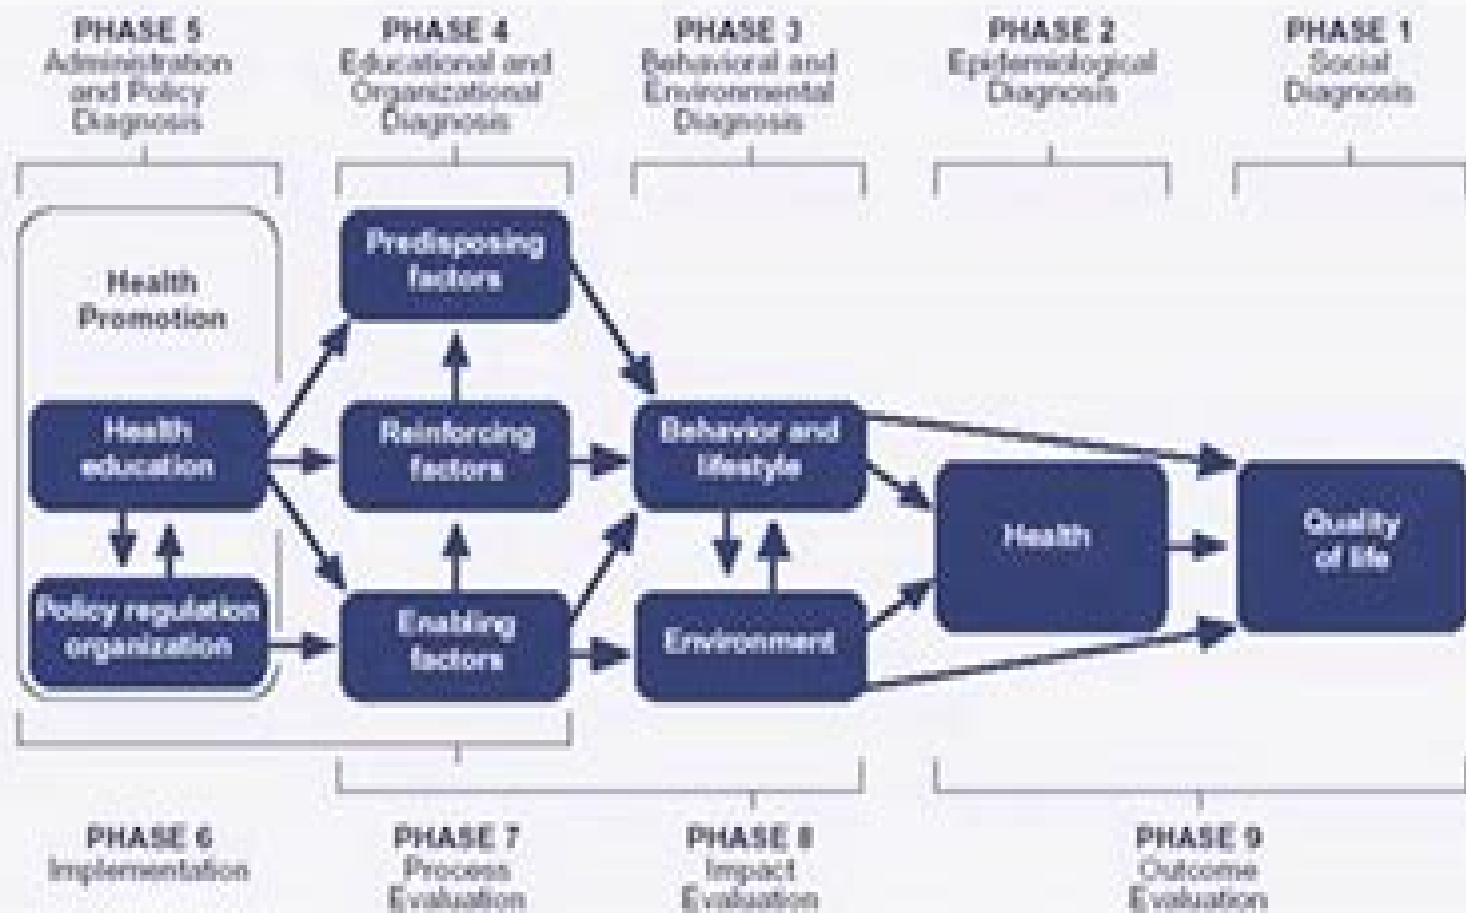 PHASE 5
Administration
and Policy
Diagnosis
PHASE 4
Educational and
Organizational
Diagnosis
PHASE 3
Behavioral and
Environmental
Diagnosis
PHASE 2
Epidemiological
Diagnosis
PHASE 1
Social
Diagnosis
Health
Promotion
Health
education
Policy regulation
organization
Predisposing
factors
Reinforcing
factors
Enabling
factors
Behavior and
lifestyle
Environment
Health
Quality
of life
PHASE 6
Implementation
PHASE 7
Process
Evaluation
PHASE 8
Impact
Evaluation
PHASE 9
Outcome
Evaluation